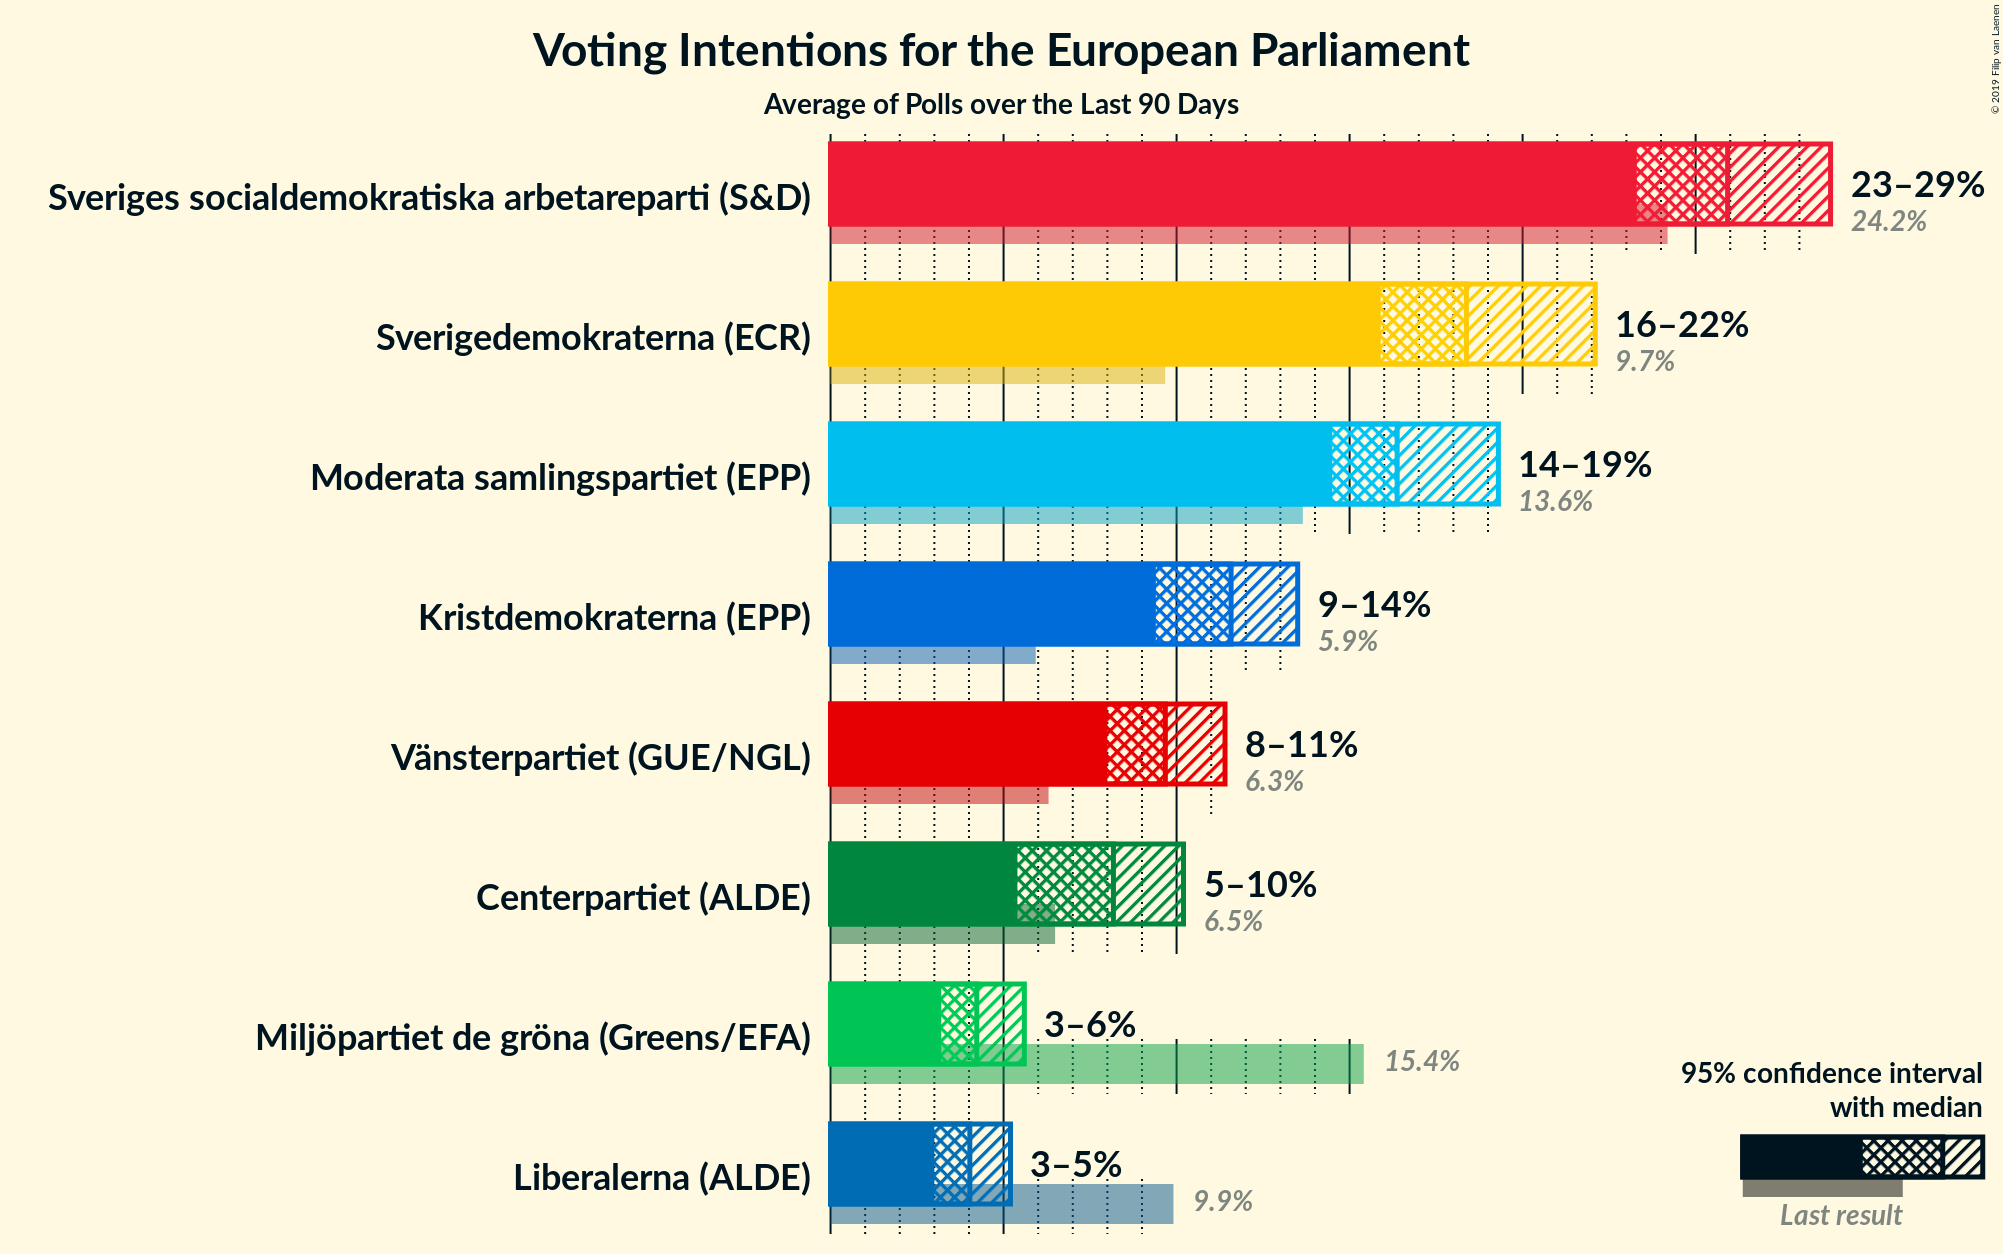 Voting Intentions for the European Parliament
Average of Polls over the Last 90 Days
© 2019 Filip van Laenen
Sveriges socialdemokratiska arbetareparti (S&D)
23–29%
24.2%
Sverigedemokraterna (ECR)
16–22%
9.7%
Moderata samlingspartiet (EPP)
14–19%
13.6%
Kristdemokraterna (EPP)
9–14%
5.9%
Vänsterpartiet (GUE/NGL)
8–11%
6.3%
Centerpartiet (ALDE)
5–10%
6.5%
Miljöpartiet de gröna (Greens/EFA)
3–6%
15.4%
Liberalerna (ALDE)
3–5%
9.9%
95% confidence interval
with median
Last result